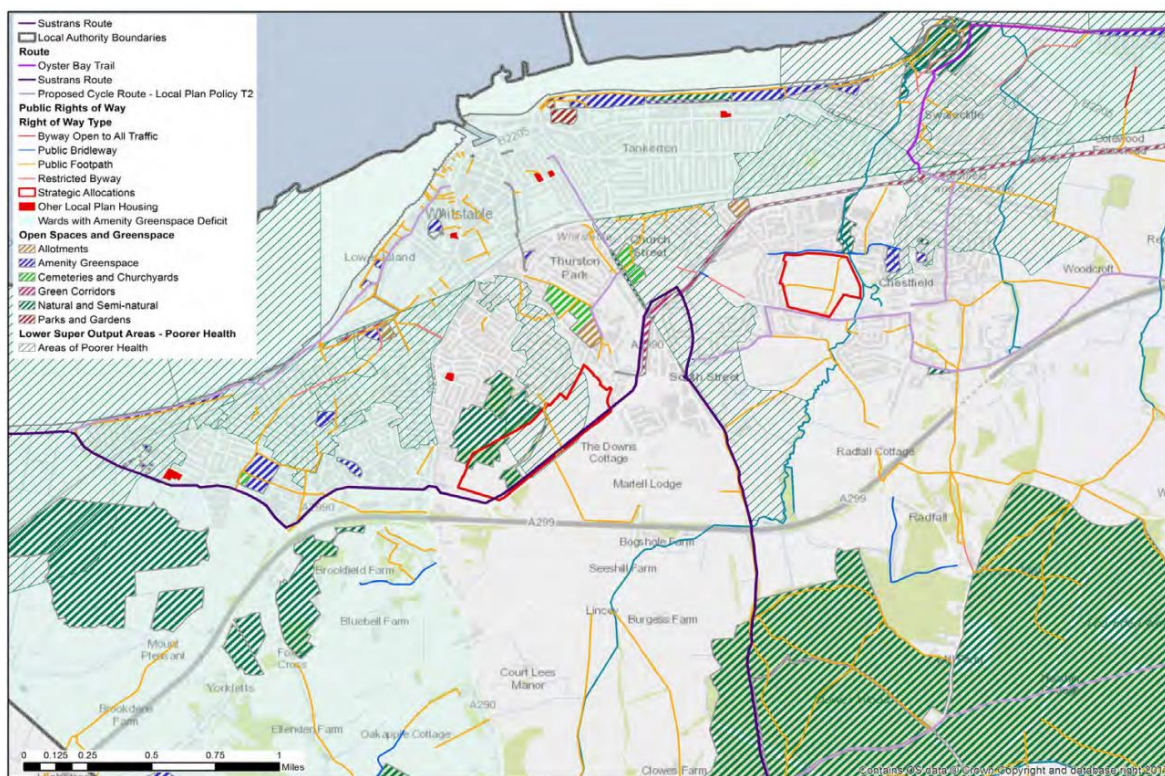 Sustrans Route
Local Authority Boundaries
Route
Oyster Bay Trail
Sustrans Route
Proposed Cycle Route - Local Plan Policy T2
Public Rights of Way
Right of Way Type
Byway Open to All Traffic
Public Bridleway
Public Footpath
Restricted Byway
Strategic Allocations
Oher Local Plan Housing
Wards with Amenity Greenspace Deficit
Open Spaces and Greenspace
Allotments
Amenity Greenspace
Cemeteries and Churchyards
Green Corridors
Natural and Semi-natural
Parks and Gardens
Lower Super Output Areas - Poorer Health
Areas of Poorer Health
B2205
Tankerton
Swalecliffe
B2205
Whitstable
Whitstable
Church
Street
Thurston
Park
Chestfield
Woodcroft
A2990
South Street
The Downs
Cottage
Martell Lodge
Radfall Cottage
A299
Radfall
A2990
A299
Bogshole Farm
Seeshill Farm
Brookfield Farm
Bluebell Farm
Burgess Farm
Mount
Pleasant
Cross
Yorkletts
Court Lees
Manor
A290
Ellenden Farm
Oakapple Cottage
Clowes Farm
0 0.125 0.25 0.5 0.75 1
Miles
Contains OS data © Crown Copyright and database right